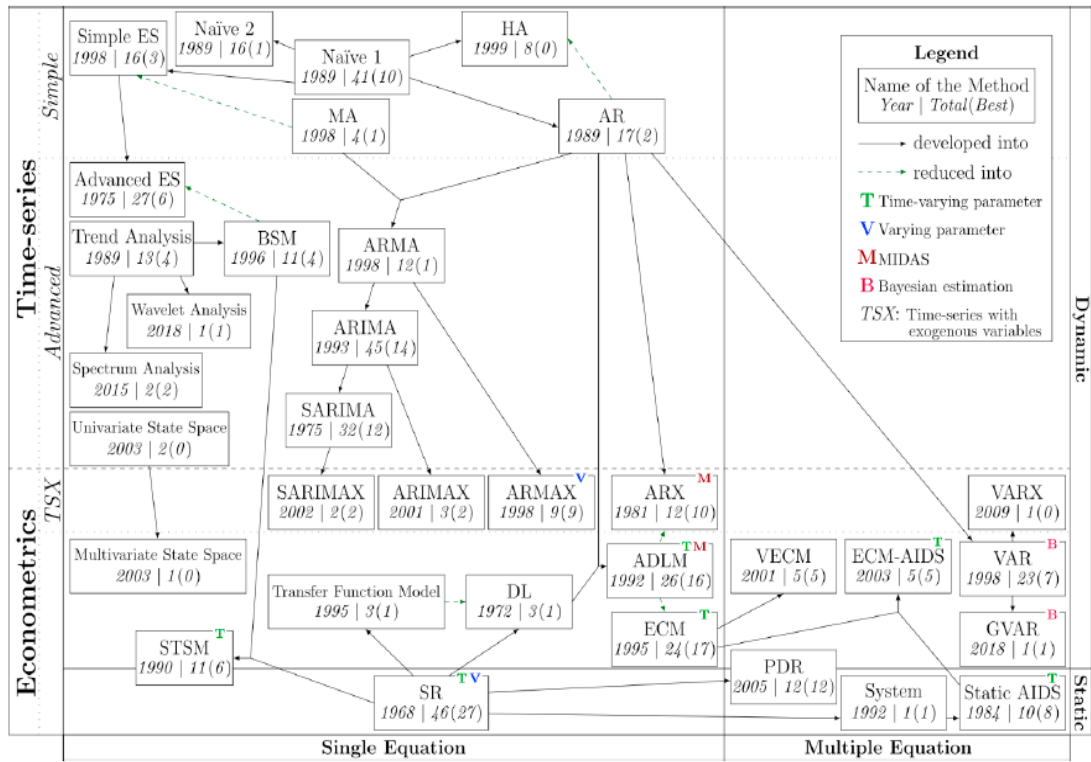 Simple ES
1998 | 16(3)
Naïve 2
1989 | 16(1)
Naïve 1
1989 | 41(10)
HA
1999 | 8(0)
MA
1998 | 4(1)
AR
1989 | 17(2)
Legend
Name of the Method
Year | Total(Best)
developed into
reduced into
T Time-varying parameter
V Varying parameter
M MIDAS
B Bayesian estimation
TSX: Time-series with
exogenous variables
Time-series
Simple
Advanced
Advanced ES
1975 | 27(6)
Trend Analysis
1989 | 13(4)
BSM
1996 | 11(4)
ARMA
1998 | 12(1)
Wavelet Analysis
2018 | 1(1)
ARIMA
1993 | 45(14)
Spectrum Analysis
2015 | 2(2)
SARIMA
1975 | 32(12)
Univariate State Space
2003 | 2(0)
Dynamic
Econometrics
TSX
SARIMAX
2002 | 2(2)
ARIMAX
2001 | 3(2)
V
ARMAX
1998 | 9(9)
M
ARX
1981 | 12(10)
VARX
2009 | 1(0)
Multivariate State Space
2003 | 1(0)
T M
ADLM
1992 | 26(16)
VECM
2001 | 5(5)
T
ECM-AIDS
2003 | 5(5)
B
VAR
1998 | 23(7)
Transfer Function Model
1995 | 3(1)
DL
1972 | 3(1)
T
ECM
1995 | 24(17)
B
GVAR
2018 | 1(1)
T
STSM
1990 | 11(6)
T V
SR
1968 | 46(27)
PDR
2005 | 12(12)
System
1992 | 1(1)
T
Static AIDS
1984 | 10(8)
Static
Single Equation
Multiple Equation